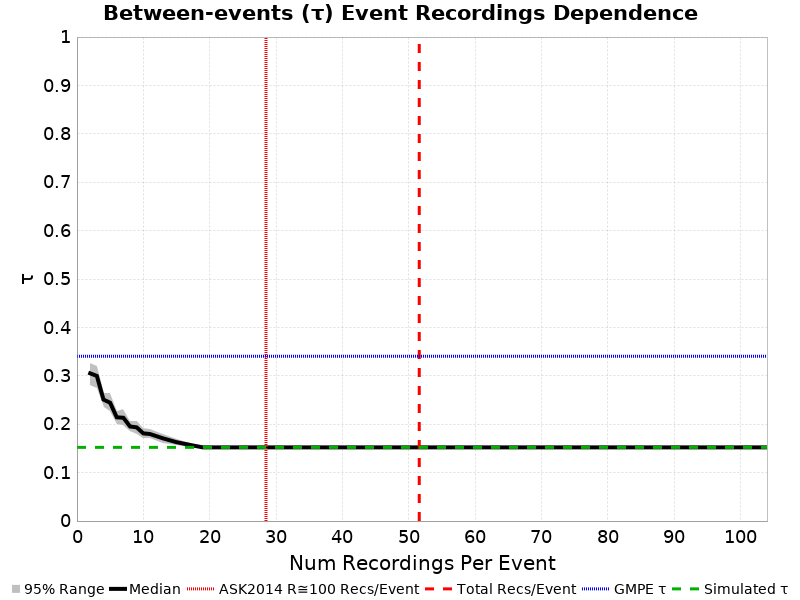 Between-events (τ) Event Recordings Dependence
1
0.9
0.8
0.7
0.6
0.5
0.4
0.3
0.2
0.1
0
τ
0 10 20 30 40 50 60 70 80 90 100
Num Recordings Per Event
95% Range Median ASK2014 R≅100 Recs/Event Total Recs/Event GMPE τ Simulated τ